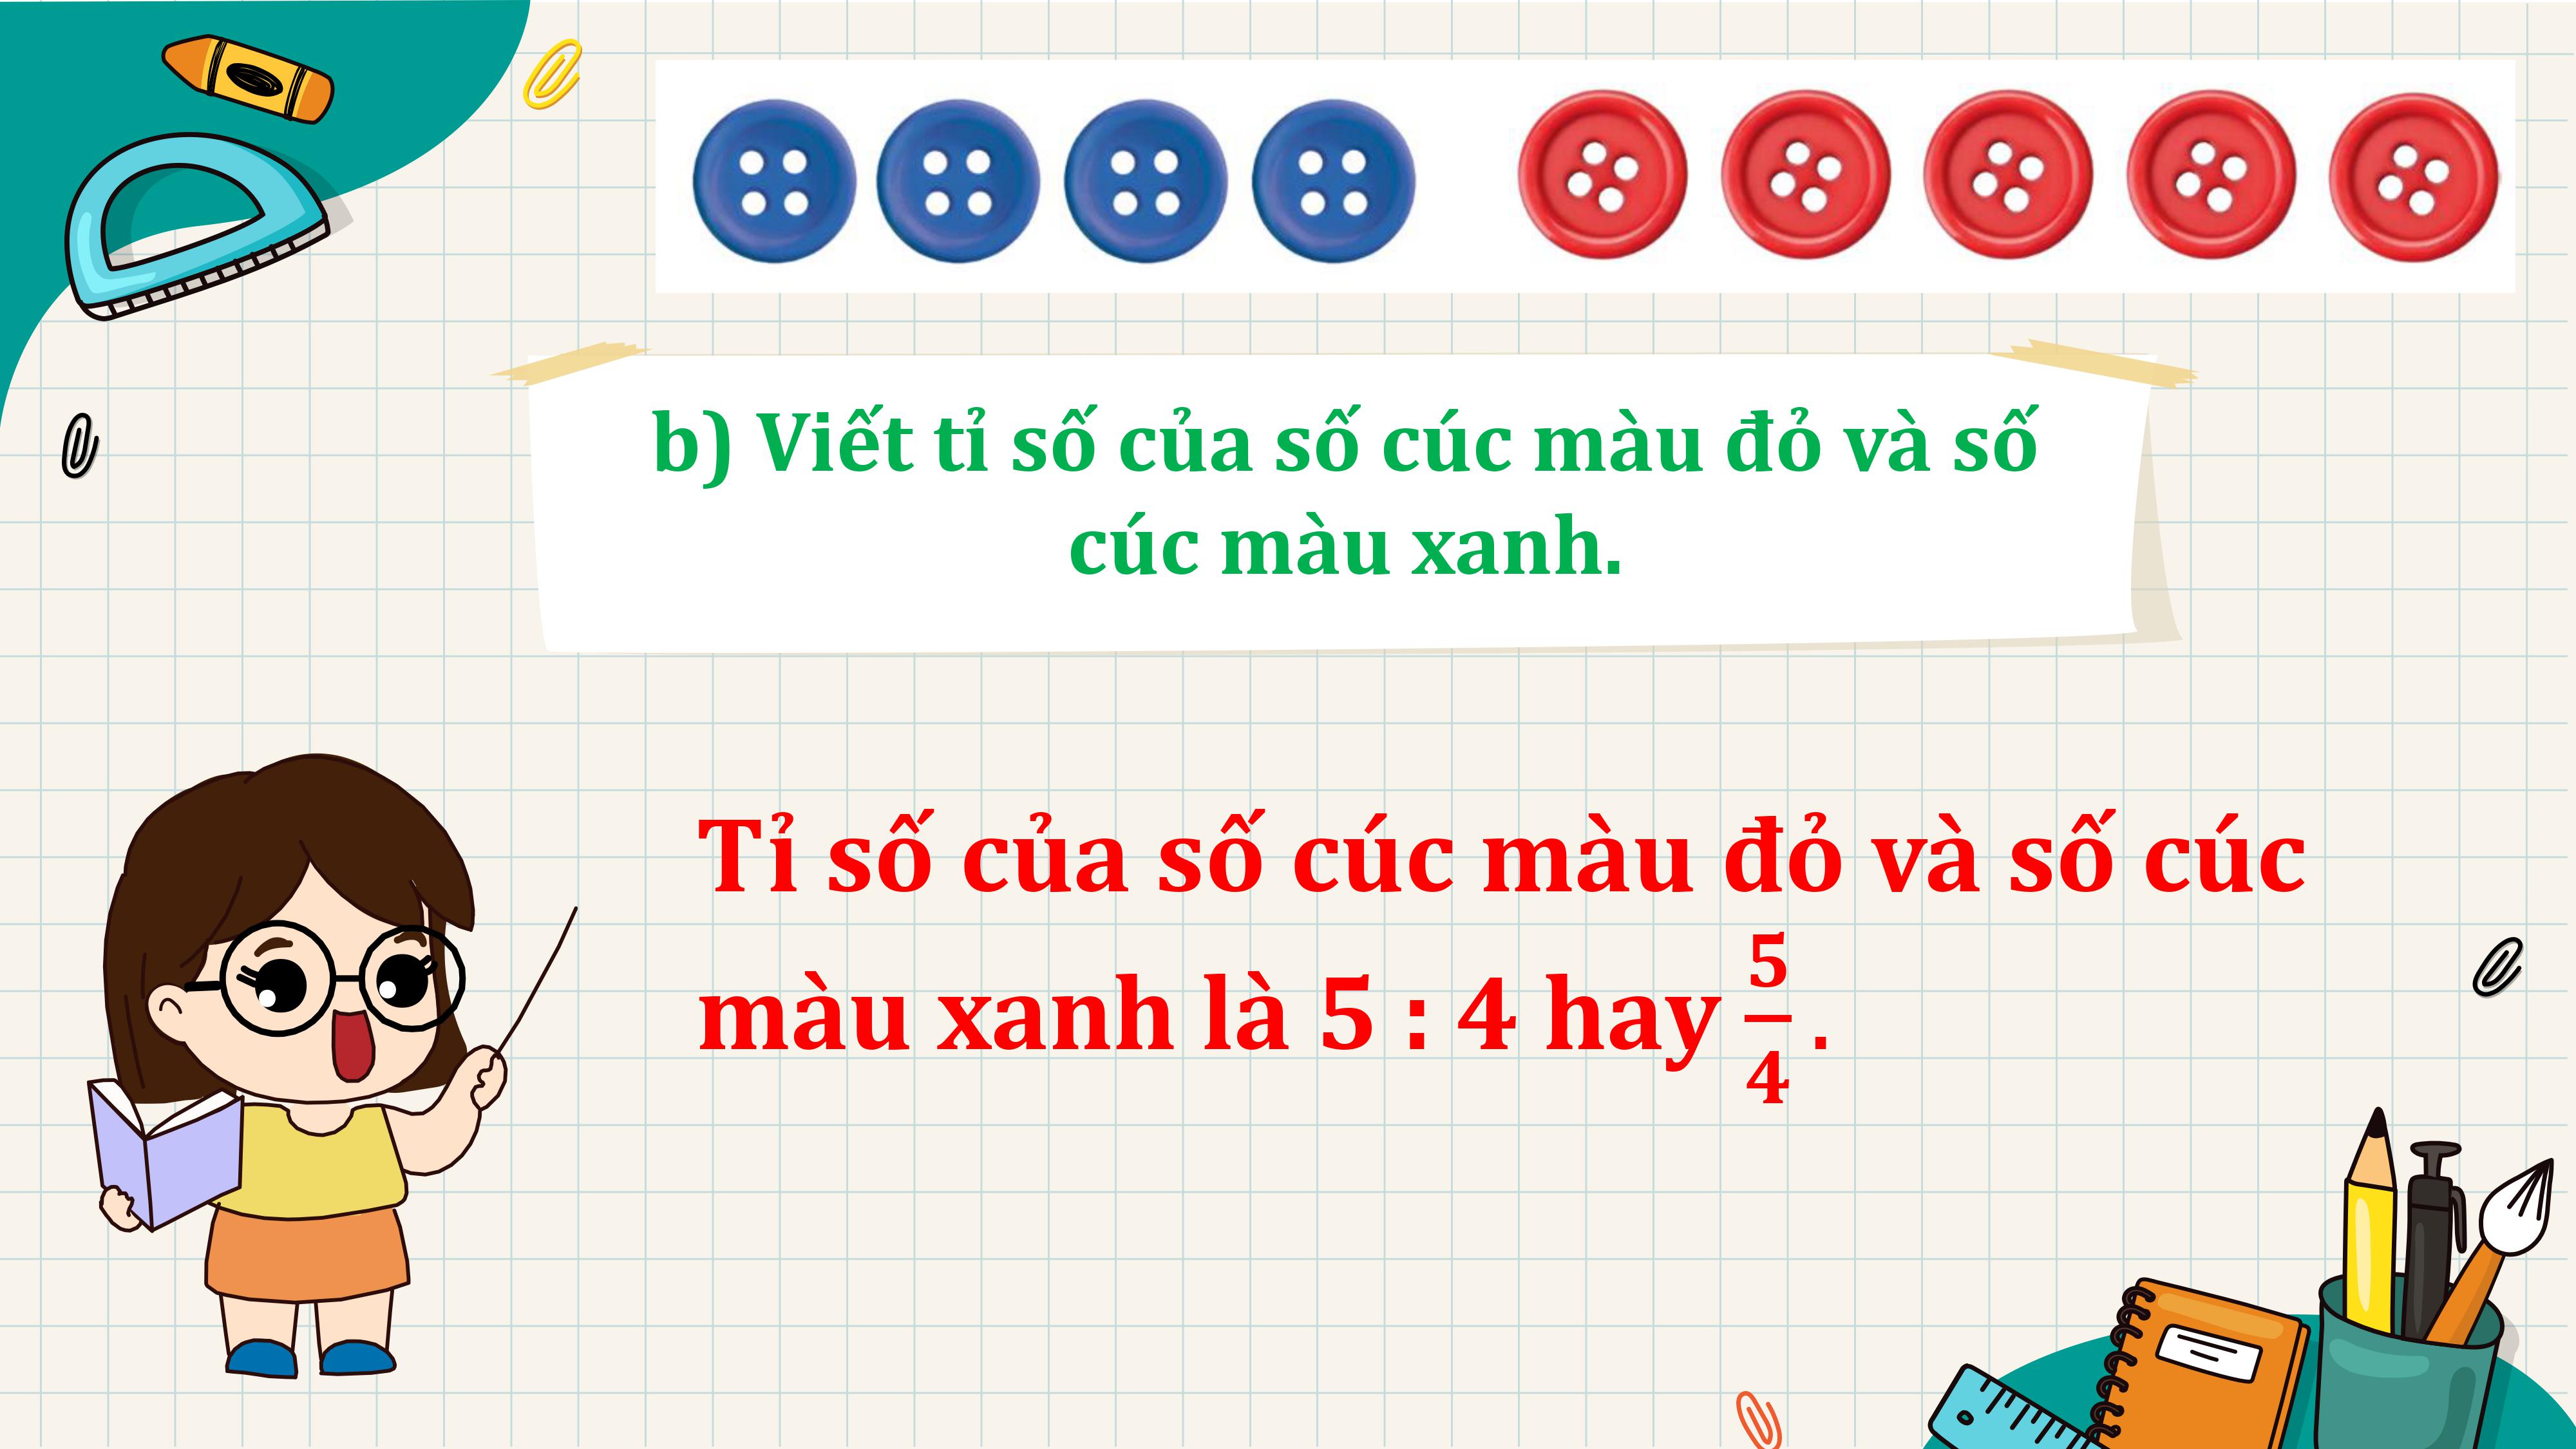 b) Viết tỉ số của số cúc màu đỏ và số
cúc màu xanh.
Tỉ số của số cúc màu đỏ và số cúc
màu xanh là 5 : 4 hay 5/4 .